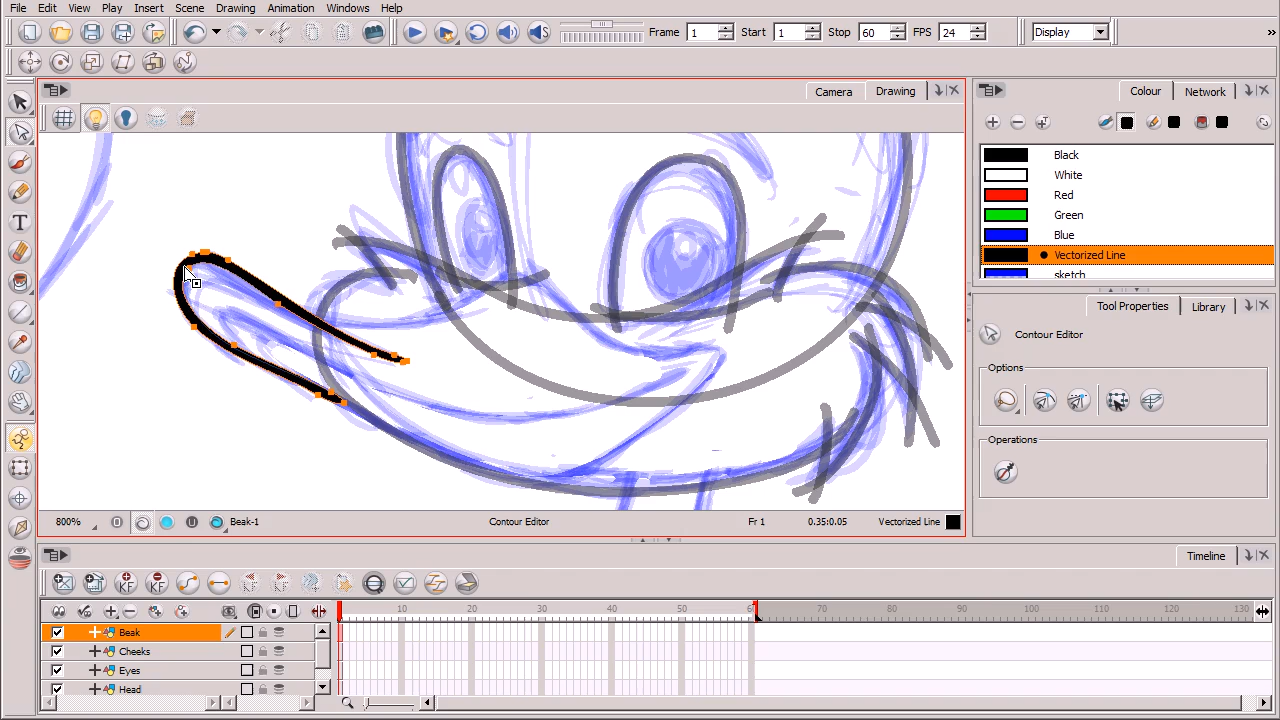 File Edit View Play Insert Scene Drawing Animation Windows Help
Frame 1 Start 1 Stop 60 FPS 24 Display »
Camera Drawing
Colour Network
Black
White
Red
Green
Blue
Vectorized Line
sketch
Tool Properties Library
Contour Editor
Options
Operations
T
800% Beak-1 Contour Editor Fr 1 0.35:0.05 Vectorized Line
Timeline
KF KF
10 20 30 40 50 60 70 80 90 100 110 120 130
Beak
Cheeks
Eyes
Head